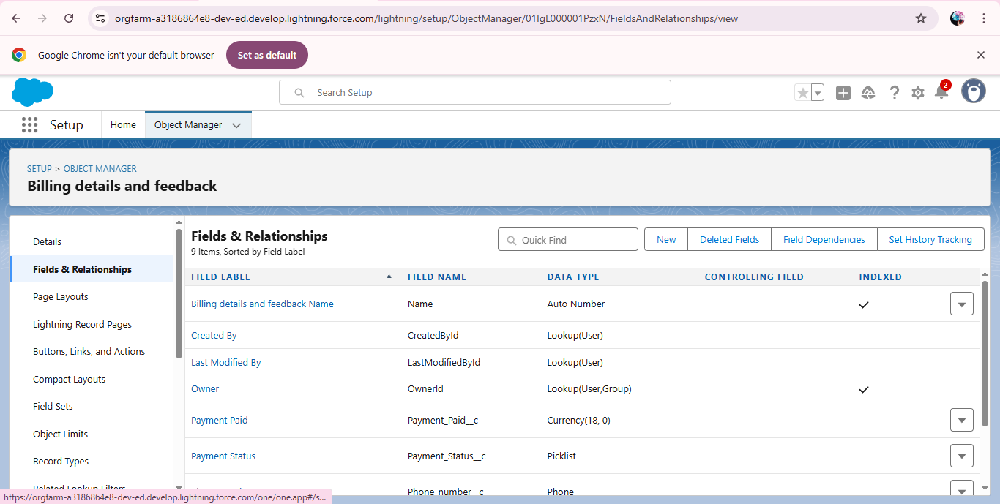 orgfarm-a3186864e8-dev-ed.develop.lightning.force.com/lightning/setup/ObjectManager/01IgL000001PzxN/FieldsAndRelationships/view
Google Chrome isn't your default browser
Set as default
Search Setup
2
Setup
Home
Object Manager
SETUP > OBJECT MANAGER
Billing details and feedback
Details
Fields & Relationships
Page Layouts
Lightning Record Pages
Buttons, Links, and Actions
Compact Layouts
Field Sets
Object Limits
Record Types
Related Lookup Filters
Fields & Relationships
9 Items, Sorted by Field Label
Quick Find
New
Deleted Fields
Field Dependencies
Set History Tracking
FIELD LABEL FIELD NAME DATA TYPE CONTROLLING FIELD INDEXED
Billing details and feedback Name Name Auto Number
Created By CreatedById Lookup(User)
Last Modified By LastModifiedById Lookup(User)
Owner OwnerId Lookup(User,Group)
Payment Paid Payment_Paid__c Currency(18, 0)
Payment Status Payment_Status__c Picklist
Phone_number__c Phone
https://orgfarm-a3186864e8-dev-ed.develop.lightning.force.com/one/one.app#/s...